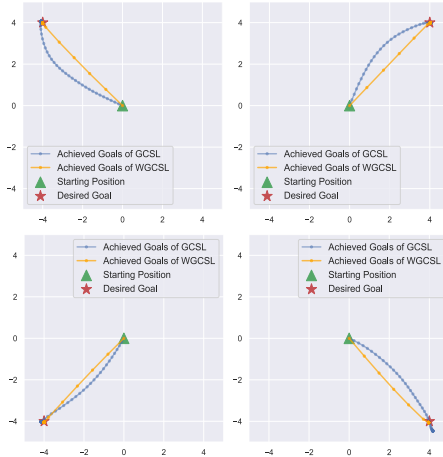 4
2
0
−2
−4
−4 −2 0 2 4
Achieved Goals of GCSL
Achieved Goals of WGCSL
Starting Position
Desired Goal
4
2
0
−2
−4
−4 −2 0 2 4
Achieved Goals of GCSL
Achieved Goals of WGCSL
Starting Position
Desired Goal
4
2
0
−2
−4
−4 −2 0 2 4
Achieved Goals of GCSL
Achieved Goals of WGCSL
Starting Position
Desired Goal
4
2
0
−2
−4
−4 −2 0 2 4
Achieved Goals of GCSL
Achieved Goals of WGCSL
Starting Position
Desired Goal